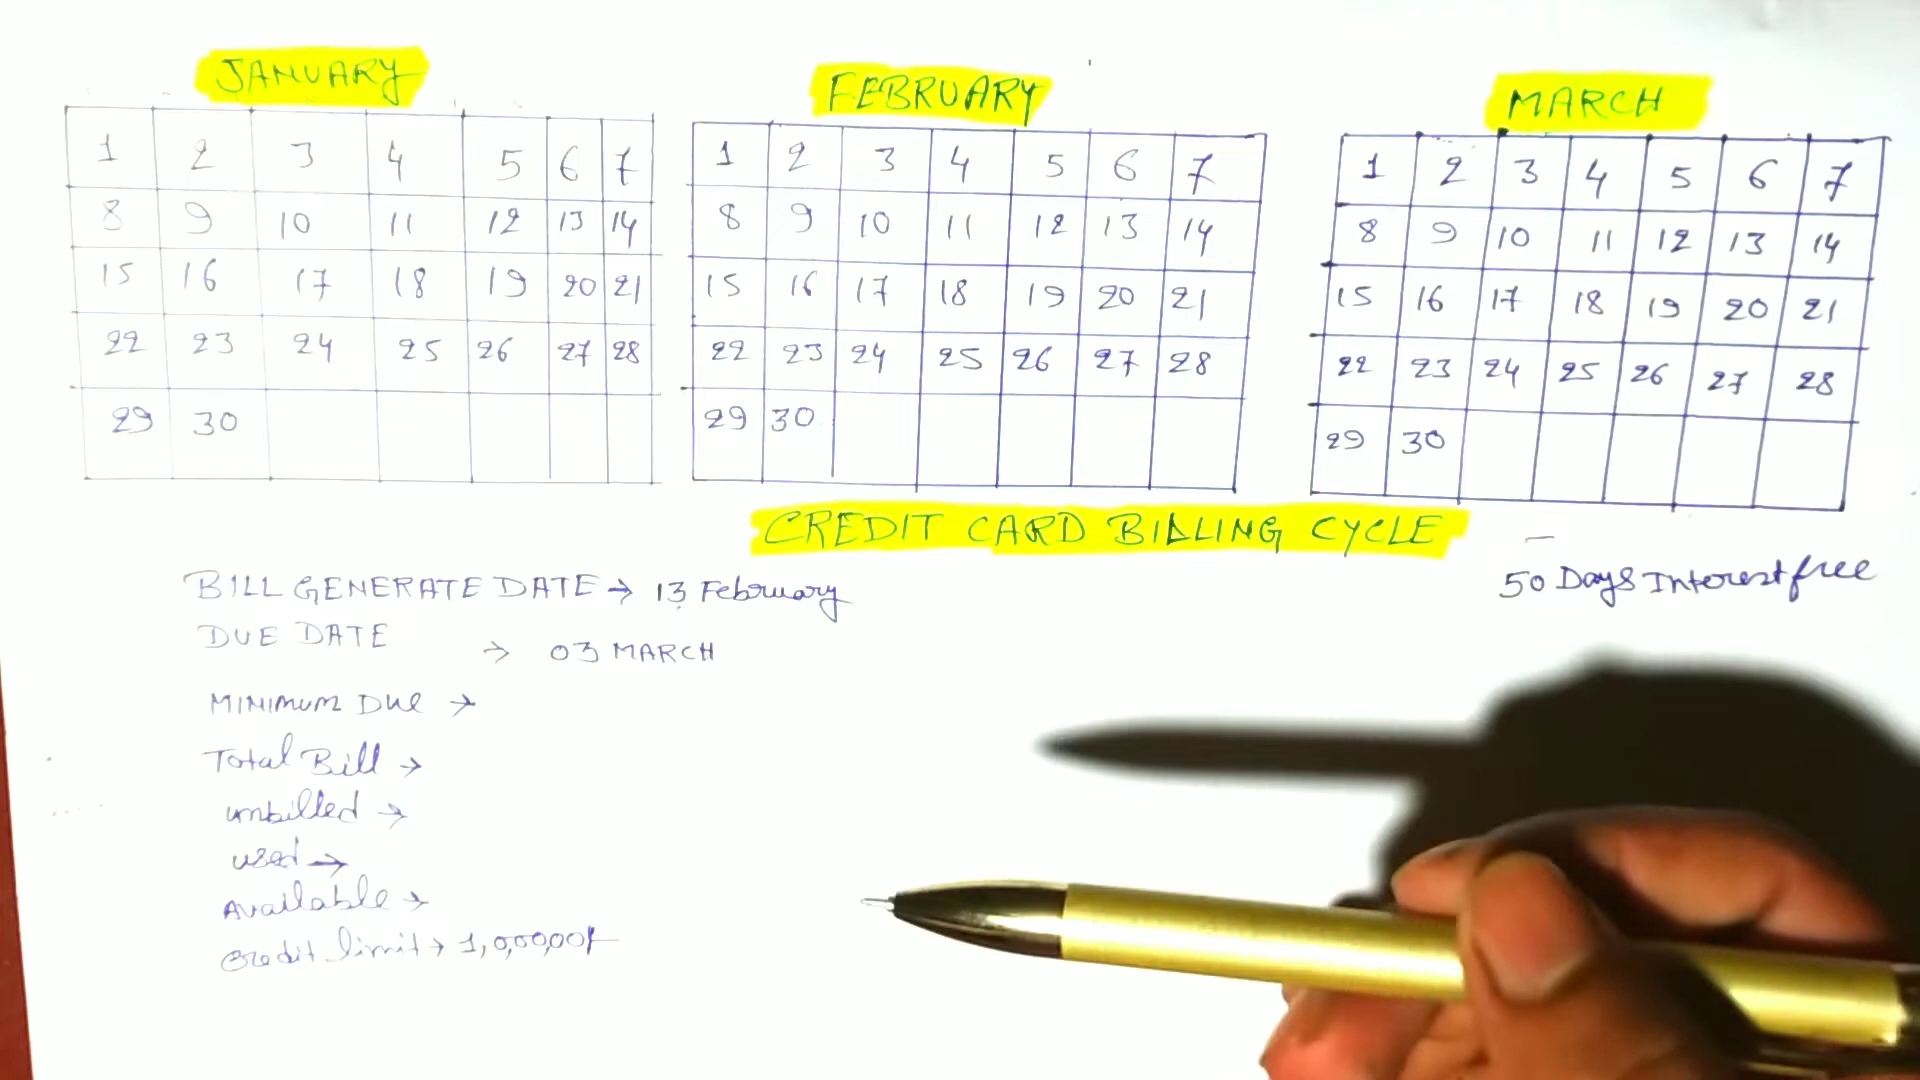 JANUARY
1 2 3 4 5 6 7
8 9 10 11 12 13 14
15 16 17 18 19 20 21
22 23 24 25 26 27 28
29 30
FEBRUARY
1 2 3 4 5 6 7
8 9 10 11 12 13 14
15 16 17 18 19 20 21
22 23 24 25 26 27 28
29 30
MARCH
1 2 3 4 5 6 7
8 9 10 11 12 13 14
15 16 17 18 19 20 21
22 23 24 25 26 27 28
29 30
CREDIT CARD BILLING CYCLE
50 Days Interest free
BILL GENERATE DATE → 13 February
DUE DATE → 03 MARCH
MINIMUM DUE →
Total Bill →
unbilled →
used →
Available →
Credit limit →